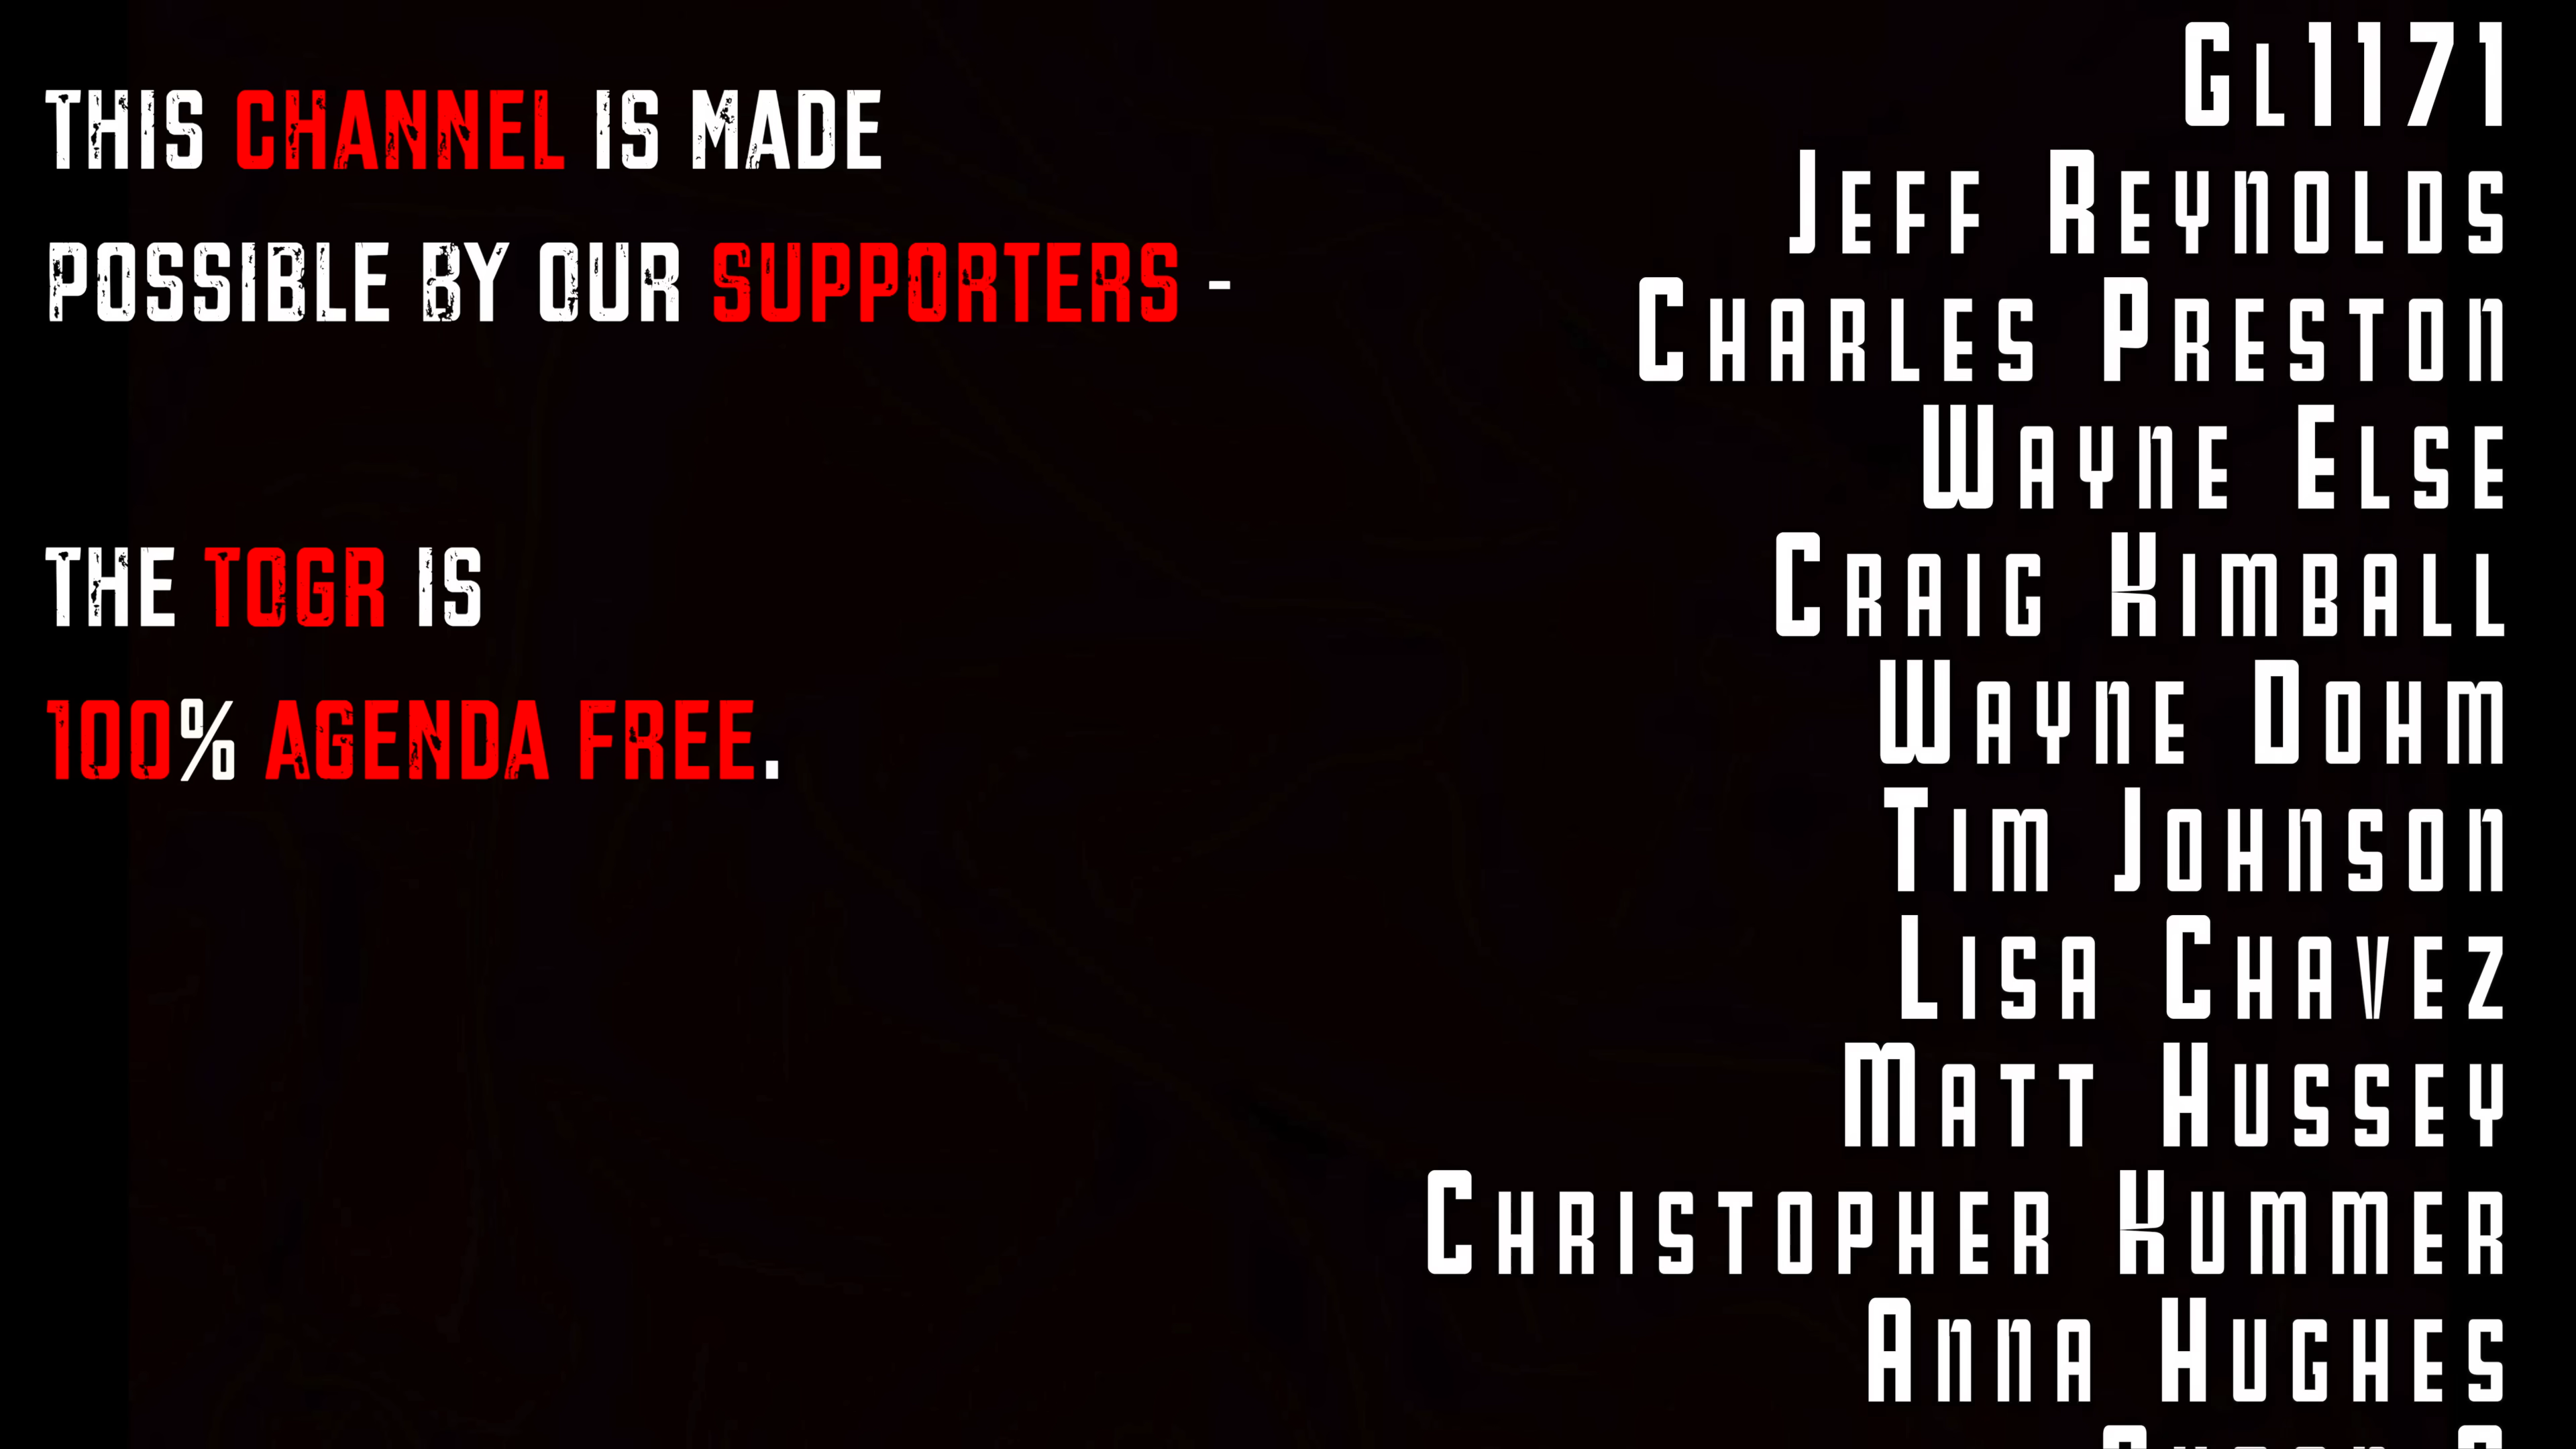 THIS CHANNEL IS MADE
POSSIBLE BY OUR SUPPORTERS -
THE TOGR IS
100% AGENDA FREE.
GL1171
JEFF REYNOLDS
CHARLES PRESTON
WAYNE ELSE
CRAIG KIMBALL
WAYNE DOHM
TIM JOHNSON
LISA CHAVEZ
MATT HUSSEY
CHRISTOPHER KUMMER
ANNA HUGHES